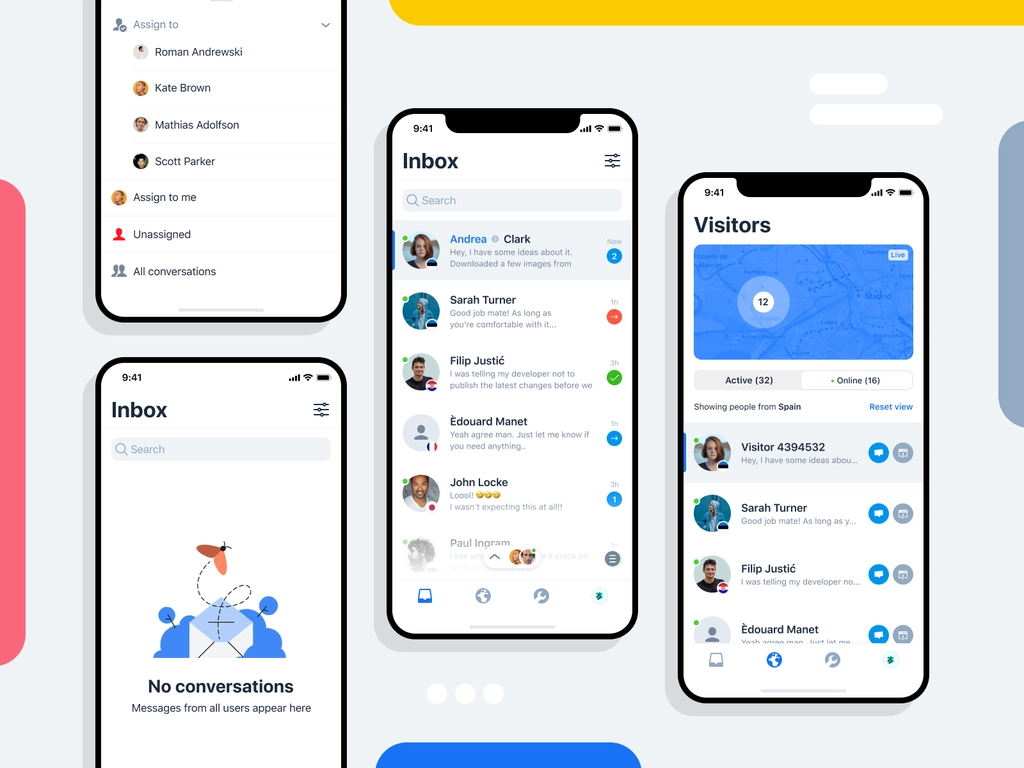 Assign to
Roman Andrewski
Kate Brown
Mathias Adolfson
Scott Parker
Assign to me
Unassigned
All conversations
9:41
Inbox
Search
No conversations
Messages from all users appear here
9:41
Inbox
Search
Andrea Clark
Now
Hey, I have some ideas about it.
Downloaded a few images from
2
Sarah Turner
1h
Good job mate! As long as
you're comfortable with it...
Filip Justić
3h
I was telling my developer not to
publish the latest changes before we
Èdouard Manet
1h
Yeah agree man. Just let me know if
you need anything..
John Locke
3h
Loool! 🤣🤣🤣
I wasn't expecting this at all!!
1
Paul Ingram
I see
'll crack on
9:41
Visitors
Live
Madrid
12
Active (32)
Online (16)
Showing people from Spain
Reset view
Visitor 4394532
Hey, I have some ideas abou...
Sarah Turner
Good job mate! As long as y...
Filip Justić
I was telling my developer no...
Èdouard Manet
Yeah agree man. Just let me